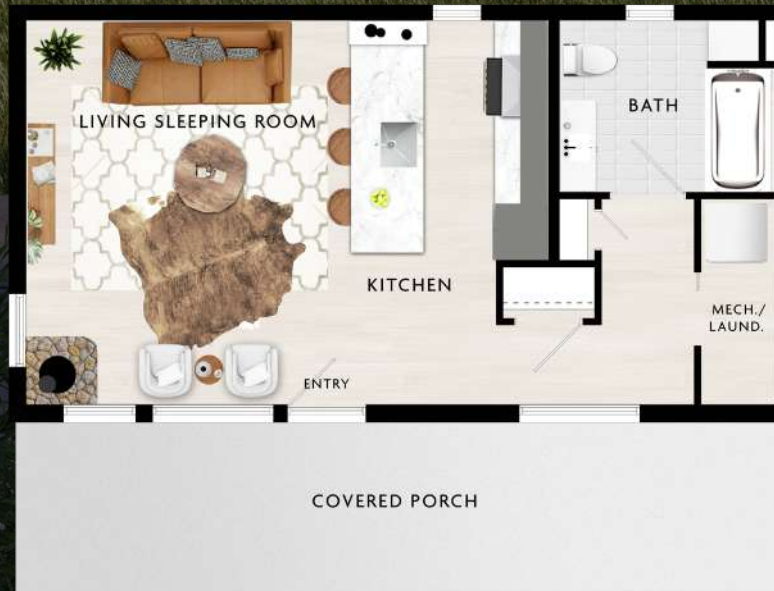 LIVING SLEEPING ROOM
BATH
KITCHEN
MECH./
LAUND.
ENTRY
COVERED PORCH